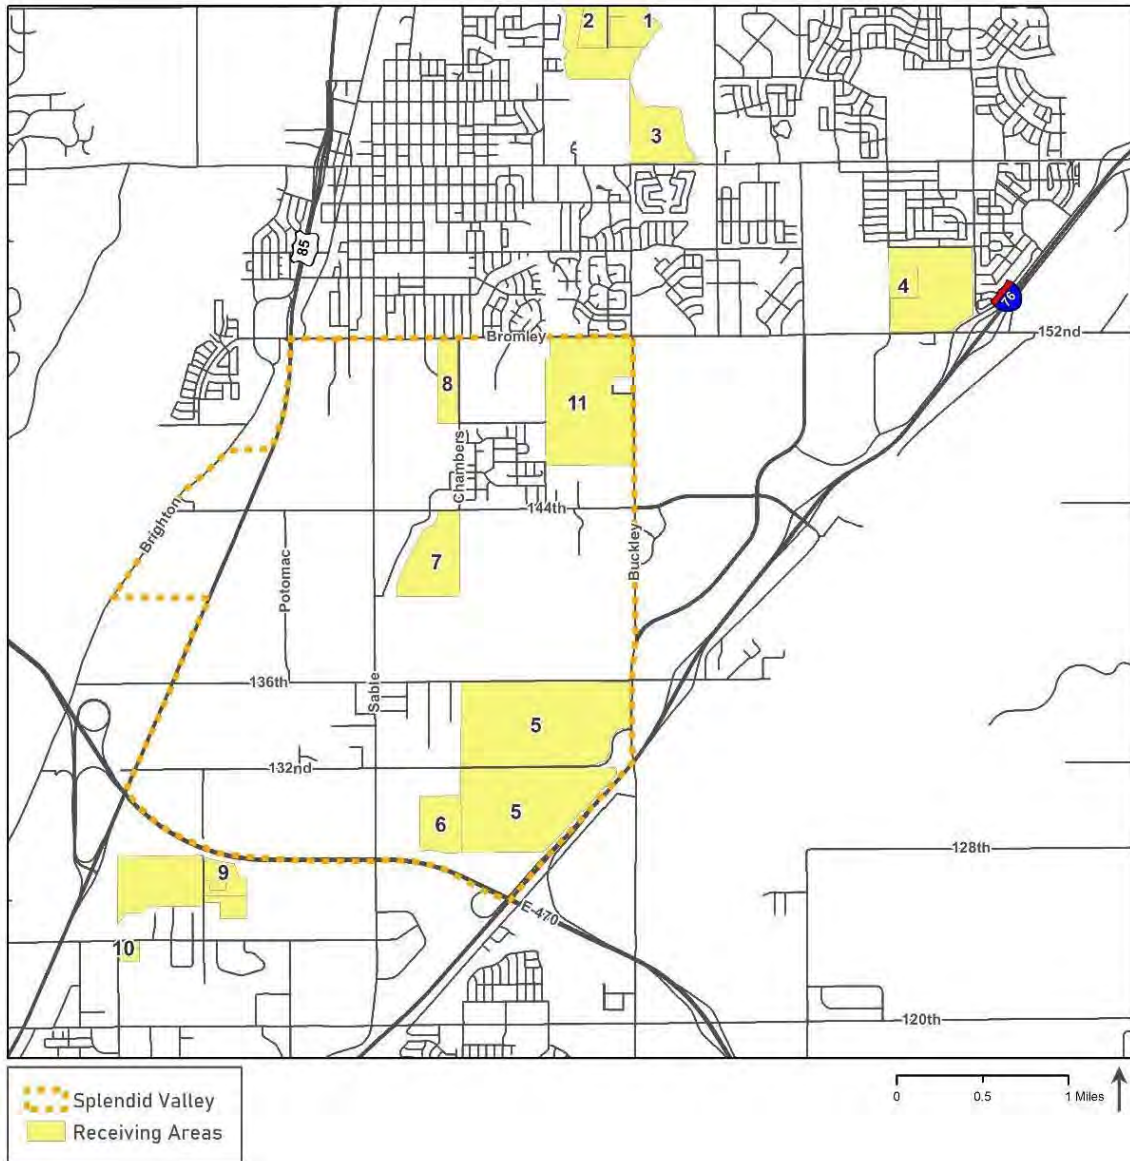 2 1
3
85
4
76
152nd
Bromley
8
11
Chambers
144th
Brighton
7
Buckley
Potomac
136th
Sable
5
132nd
5
6
128th
9
E-470
10
120th
Splendid Valley
Receiving Areas
0 0.5 1 Miles